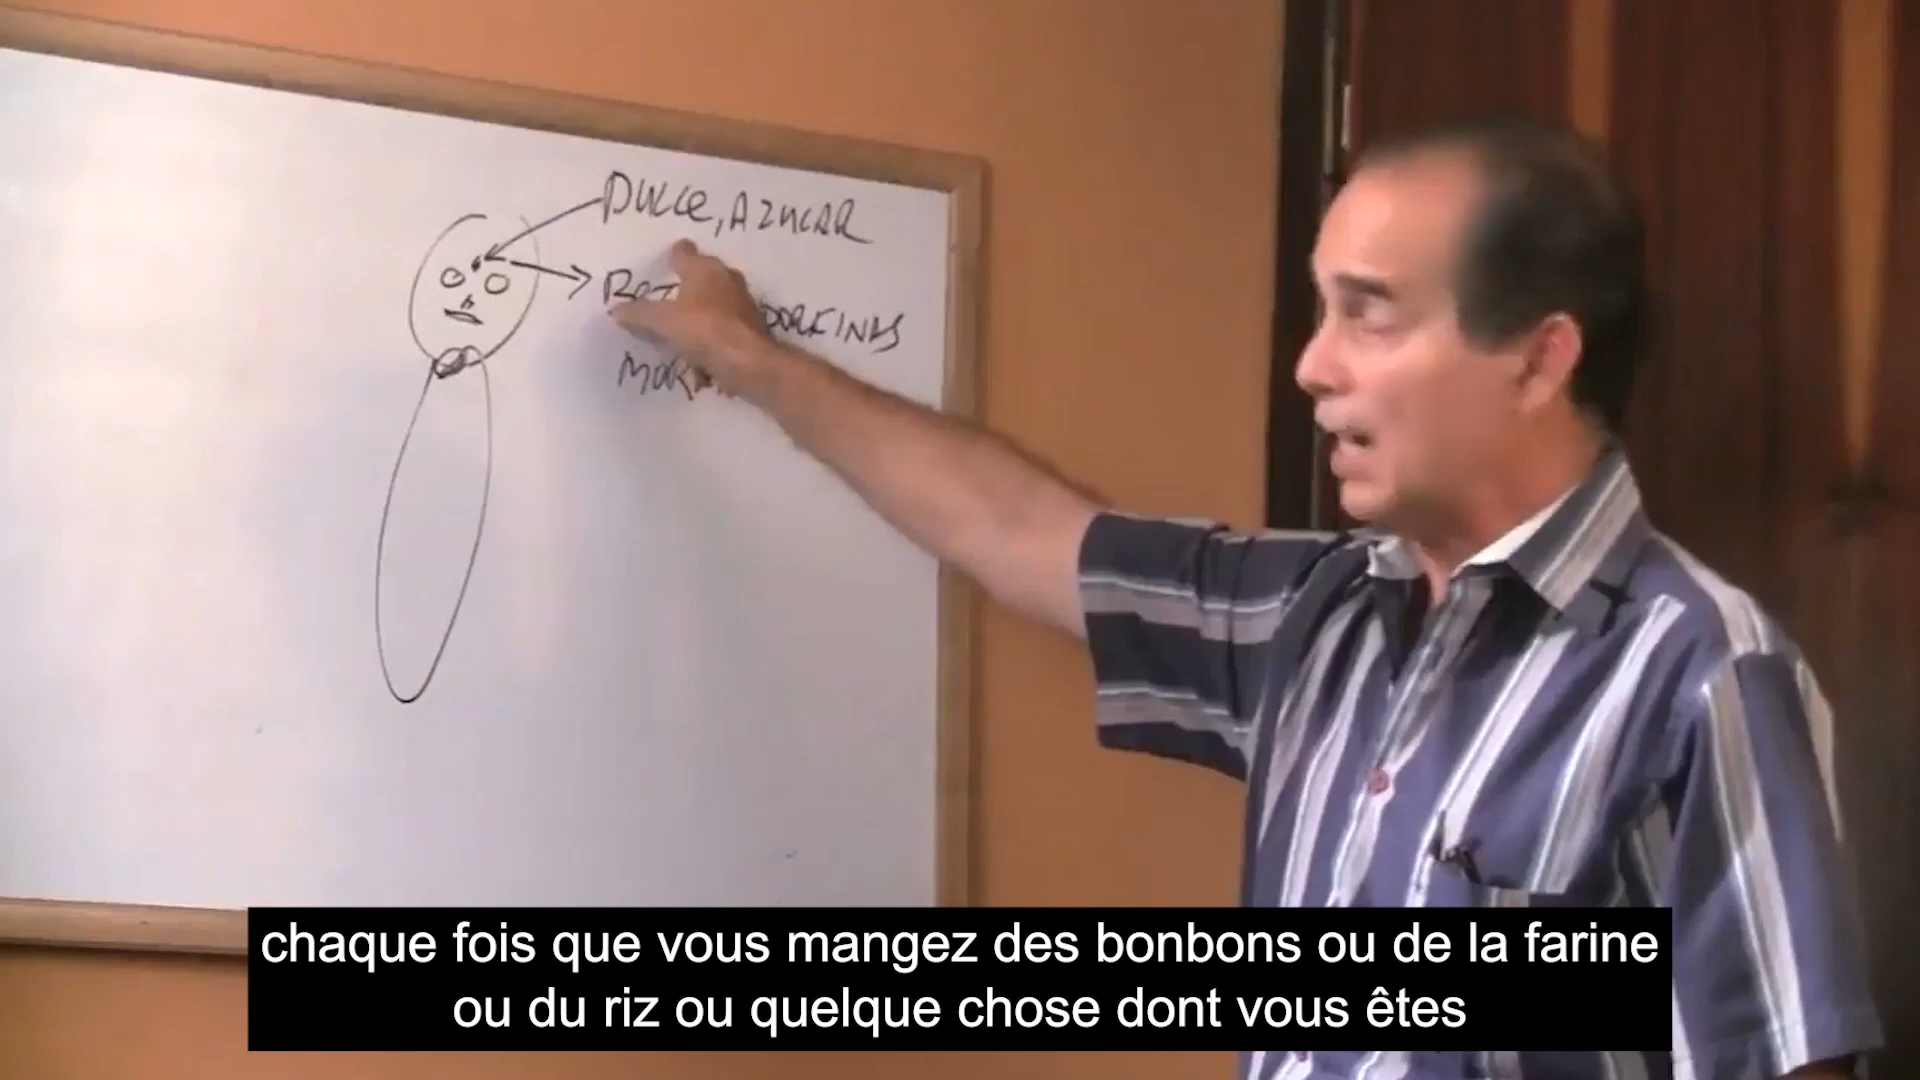 DULCE, AZUCAR
chaque fois que vous mangez des bonbons ou de la farine
ou du riz ou quelque chose dont vous êtes